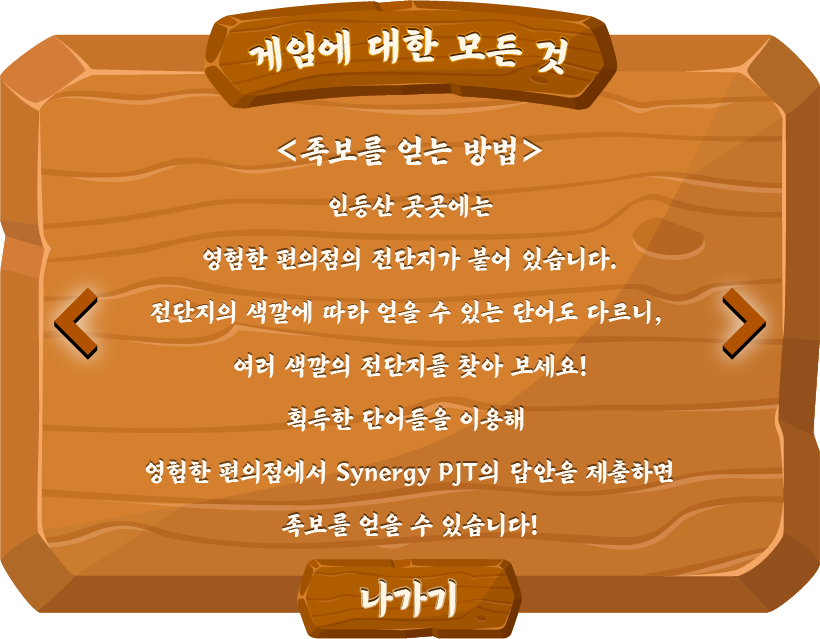 게임에 대한 모든 것
<족보를 얻는 방법>
인등산 곳곳에는
영험한 편의점의 전단지가 붙어 있습니다.
전단지의 색깔에 따라 얻을 수 있는 단어도 다르니,
여러 색깔의 전단지를 찾아 보세요!
획득한 단어들을 이용해
영험한 편의점에서 Synergy PJT의 답안을 제출하면
족보를 얻을 수 있습니다!
나가기